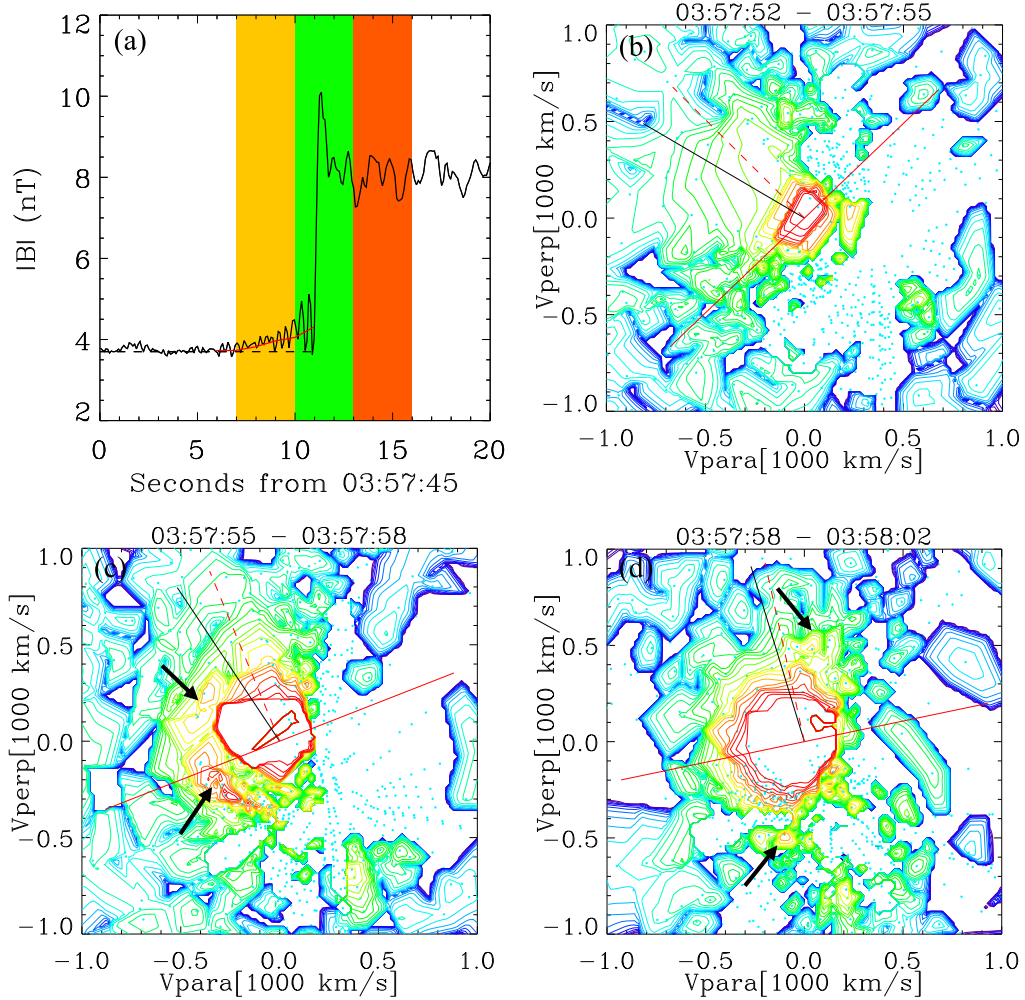 (a)
|B| (nT)
12
10
8
6
4
2
0 5 10 15 20
Seconds from 03:57:45
03:57:52 − 03:57:55
(b)
Vperp[1000 km/s]
1.0
0.5
0.0
−0.5
−1.0
−1.0 −0.5 0.0 0.5 1.0
Vpara[1000 km/s]
03:57:55 − 03:57:58
(c)
Vperp[1000 km/s]
1.0
0.5
0.0
−0.5
−1.0
−1.0 −0.5 0.0 0.5 1.0
Vpara[1000 km/s]
03:57:58 − 03:58:02
(d)
Vperp[1000 km/s]
1.0
0.5
0.0
−0.5
−1.0
−1.0 −0.5 0.0 0.5 1.0
Vpara[1000 km/s]